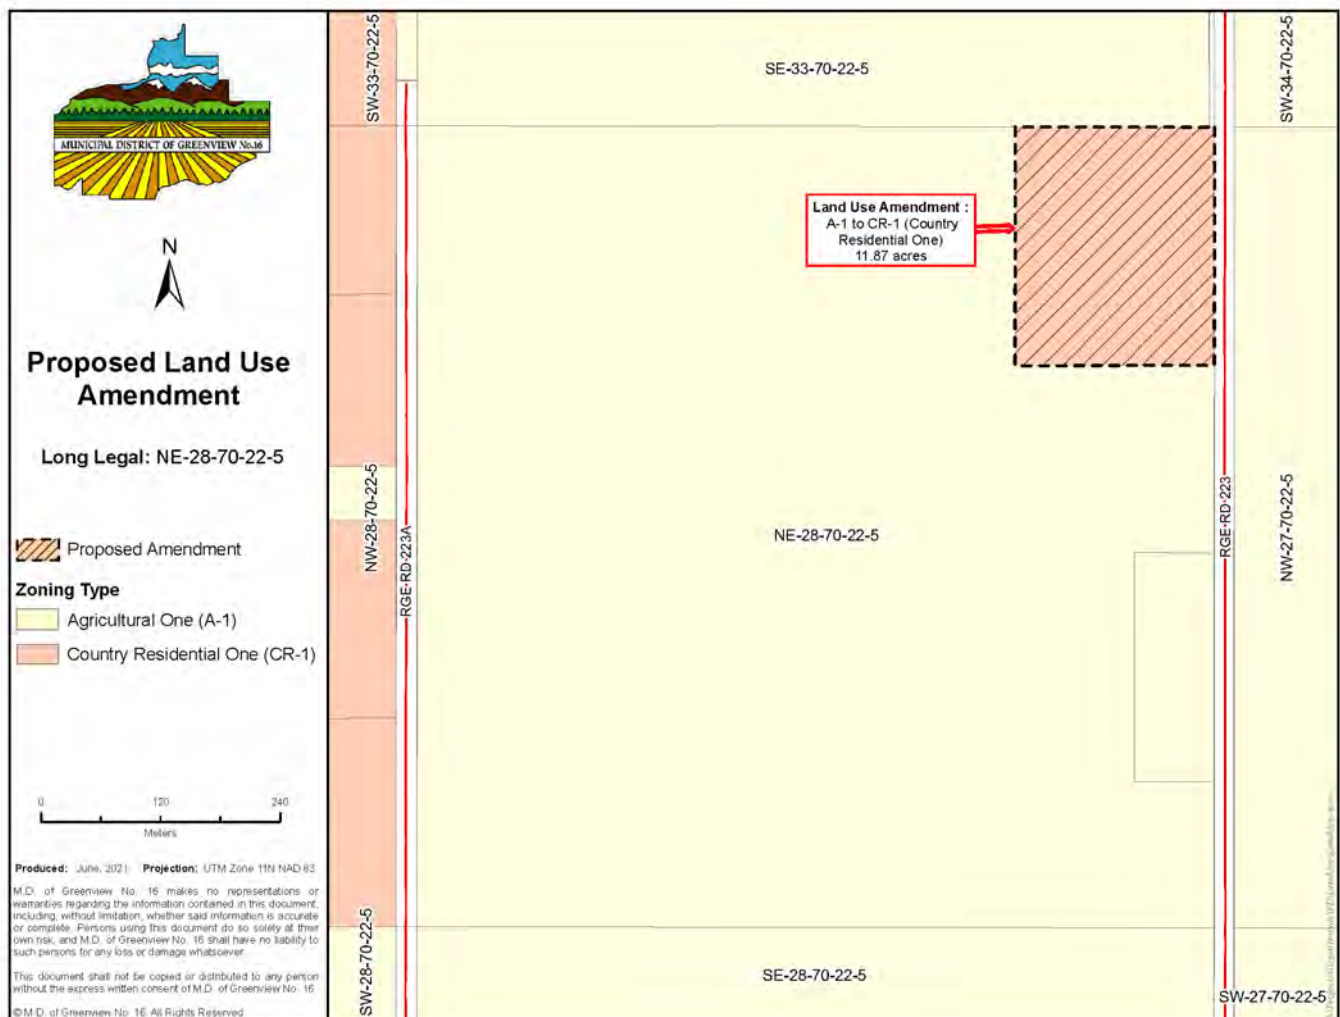 MUNICIPAL DISTRICT OF GREENVIEW No.16
N
Proposed Land Use
Amendment
Long Legal: NE-28-70-22-5
Proposed Amendment
Zoning Type
Agricultural One (A-1)
Country Residential One (CR-1)
0 120 240
Meters
Produced: June, 2021 Projection: UTM Zone 11N NAD 83
M.D. of Greenview No. 16 makes no representations or
warranties regarding the information contained in this document,
including, without limitation, whether said information is accurate
or complete. Persons using this document do so solely at their
own risk, and M.D. of Greenview No. 16 shall have no liability to
such persons for any loss or damage whatsoever.
This document shall not be copied or distributed to any person
without the express written consent of M.D. of Greenview No. 16.
© M.D. of Greenview No. 16. All Rights Reserved
SW-33-70-22-5
SE-33-70-22-5
SW-34-70-22-5
Land Use Amendment :
A-1 to CR-1 (Country
Residential One)
11.87 acres
NW-28-70-22-5
RGE-RD-223A
NE-28-70-22-5
RGE-RD-223
NW-27-70-22-5
SW-28-70-22-5
SE-28-70-22-5
SW-27-70-22-5